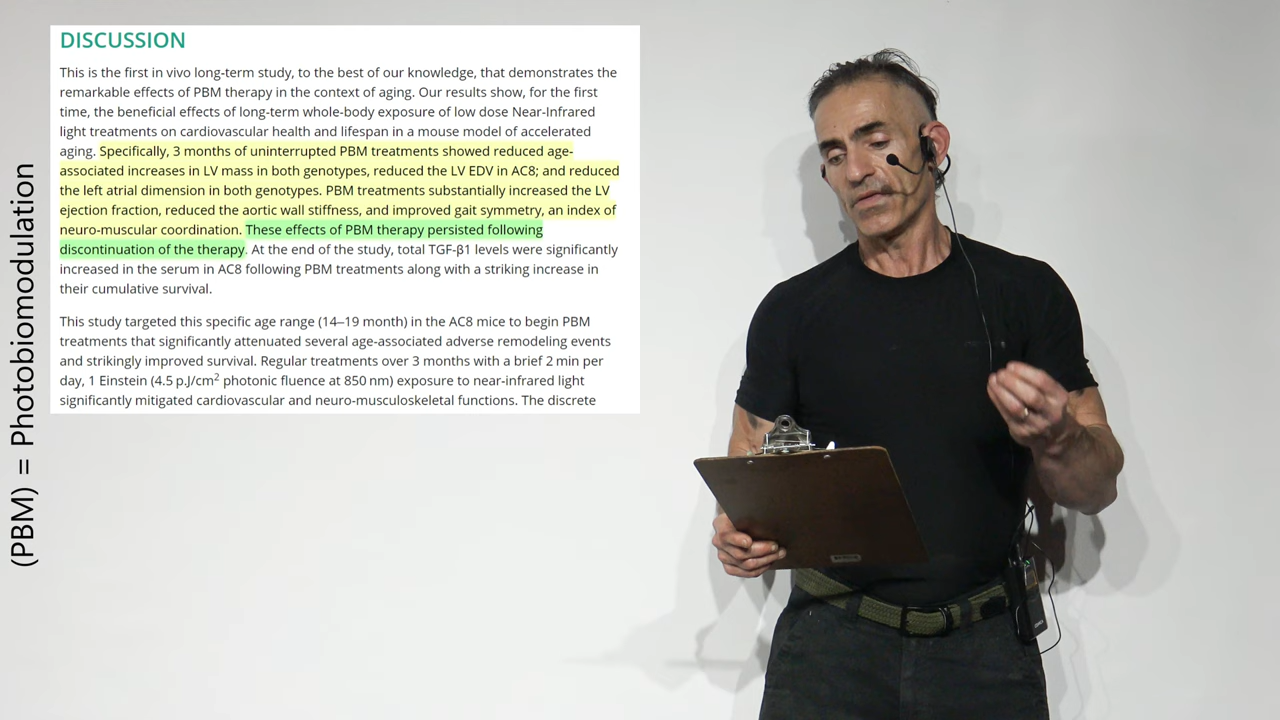 (PBM) = Photobiomodulation
DISCUSSION
This is the first in vivo long-term study, to the best of our knowledge, that demonstrates the
remarkable effects of PBM therapy in the context of aging. Our results show, for the first
time, the beneficial effects of long-term whole-body exposure of low dose Near-Infrared
light treatments on cardiovascular health and lifespan in a mouse model of accelerated
aging. Specifically, 3 months of uninterrupted PBM treatments showed reduced age-
associated increases in LV mass in both genotypes, reduced the LV EDV in AC8; and reduced
the left atrial dimension in both genotypes. PBM treatments substantially increased the LV
ejection fraction, reduced the aortic wall stiffness, and improved gait symmetry, an index of
neuro-muscular coordination. These effects of PBM therapy persisted following
discontinuation of the therapy. At the end of the study, total TGF-β1 levels were significantly
increased in the serum in AC8 following PBM treatments along with a striking increase in
their cumulative survival.
This study targeted this specific age range (14–19 month) in the AC8 mice to begin PBM
treatments that significantly attenuated several age-associated adverse remodeling events
and strikingly improved survival. Regular treatments over 3 months with a brief 2 min per
day, 1 Einstein (4.5 p.J/cm² photonic fluence at 850 nm) exposure to near-infrared light
significantly mitigated cardiovascular and neuro-musculoskeletal functions. The discrete